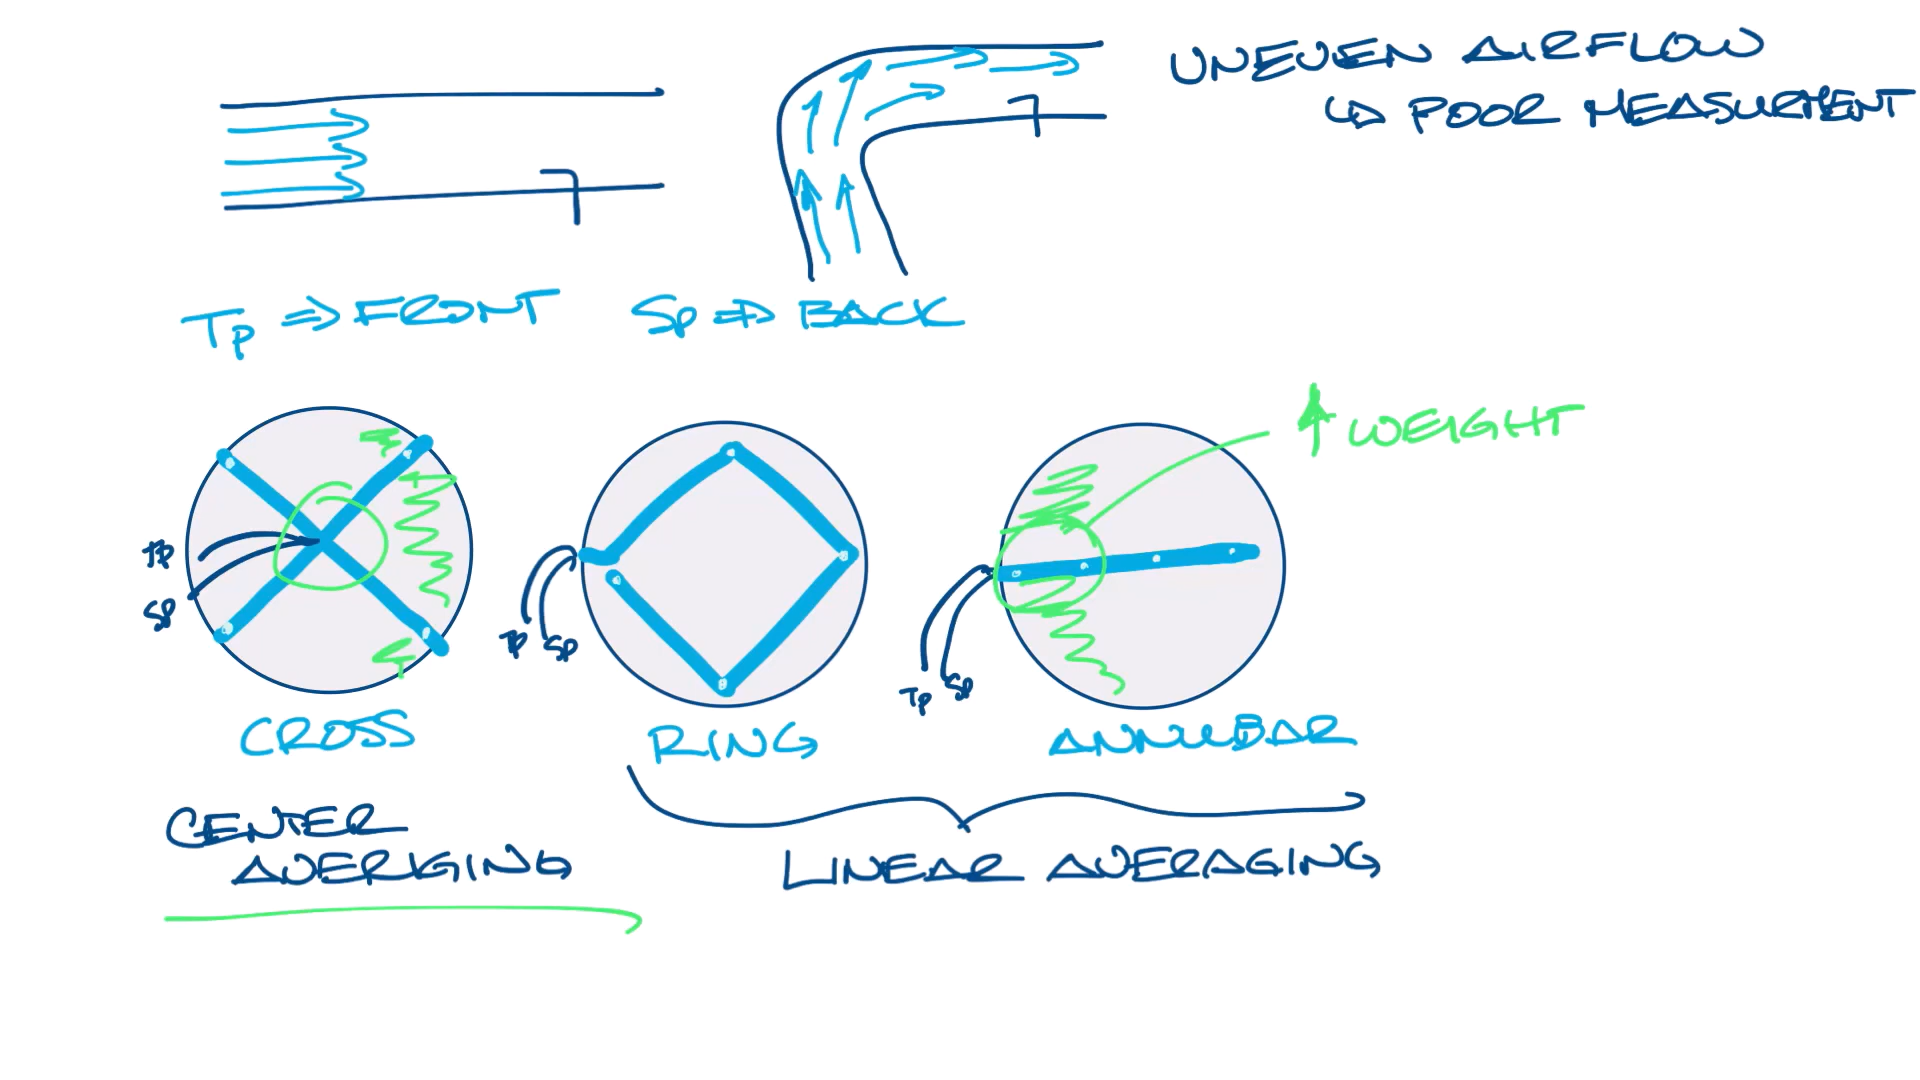 UNEVEN AIRFLOW
↳ POOR MEASURMENT
Tp ⇒ FRONT
Sp ⇒ BACK
↑ WEIGHT
TP
SP
TP SP
Tp SP
CROSS
RING
ANNUBAR
CENTER
AVERAGING
LINEAR AVERAGING